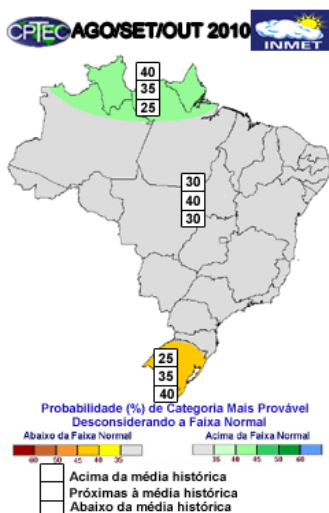 CPTEC AGO/SET/OUT 2010 INMET
40
35
25
30
40
30
25
35
40
Probabilidade (%) de Categoria Mais Provável
Desconsiderando a Faixa Normal
Abaixo da Faixa Normal Acima da Faixa Normal
60 50 45 40 35 35 40 45 50 60
Acima da média histórica
Próximas à média histórica
Abaixo da média histórica